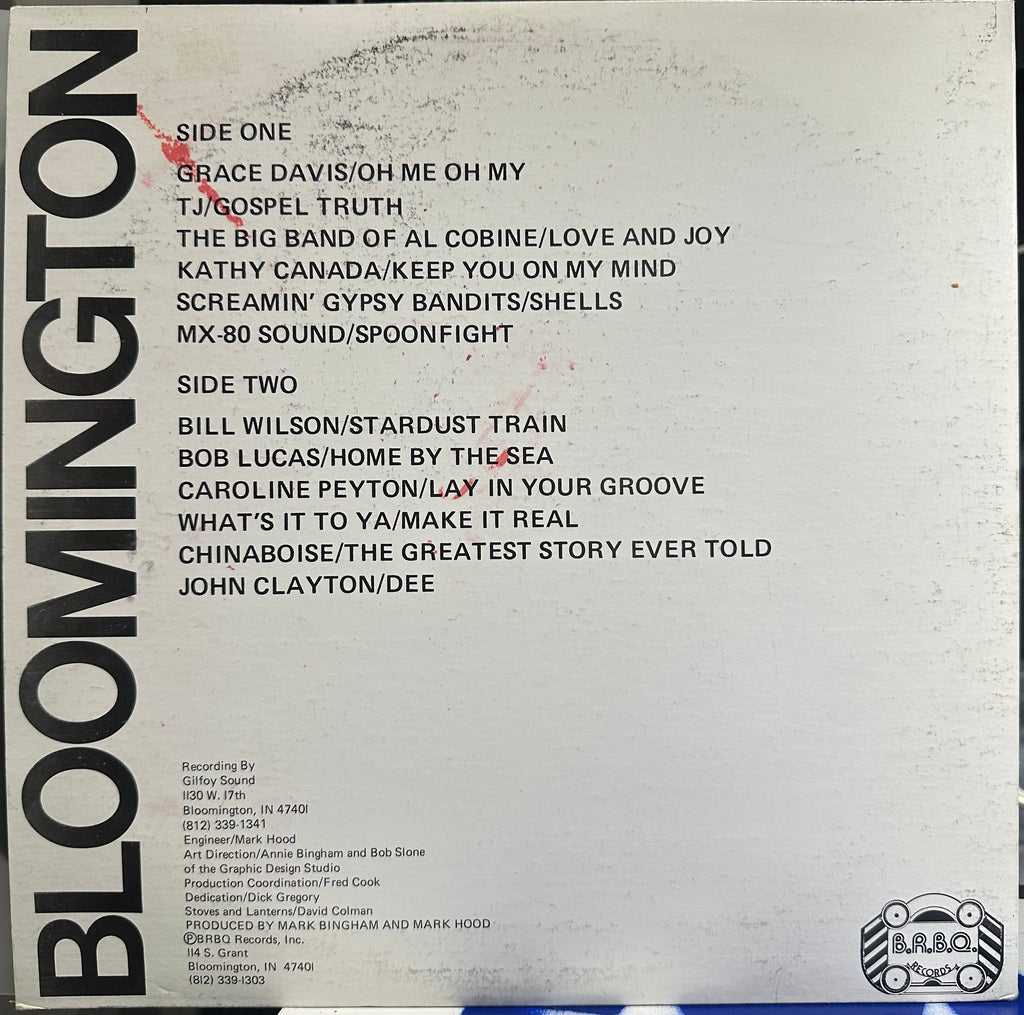 BLOOMINGTON
SIDE ONE
GRACE DAVIS/OH ME OH MY
TJ/GOSPEL TRUTH
THE BIG BAND OF AL COBINE/LOVE AND JOY
KATHY CANADA/KEEP YOU ON MY MIND
SCREAMIN' GYPSY BANDITS/SHELLS
MX-80 SOUND/SPOONFIGHT
SIDE TWO
BILL WILSON/STARDUST TRAIN
BOB LUCAS/HOME BY THE SEA
CAROLINE PEYTON/LAY IN YOUR GROOVE
WHAT'S IT TO YA/MAKE IT REAL
CHINABOISE/THE GREATEST STORY EVER TOLD
JOHN CLAYTON/DEE
Recording By
Gilfoy Sound
1130 W. 17th
Bloomington, IN 47401
(812) 339-1341
Engineer/Mark Hood
Art Direction/Annie Bingham and Bob Slone
of the Graphic Design Studio
Production Coordination/Fred Cook
Dedication/Dick Gregory
Stoves and Lanterns/David Colman
PRODUCED BY MARK BINGHAM AND MARK HOOD
℗BRBQ Records, Inc.
114 S. Grant
Bloomington, IN 47401
(812) 339-1303
B.R.B.Q.
RECORDS